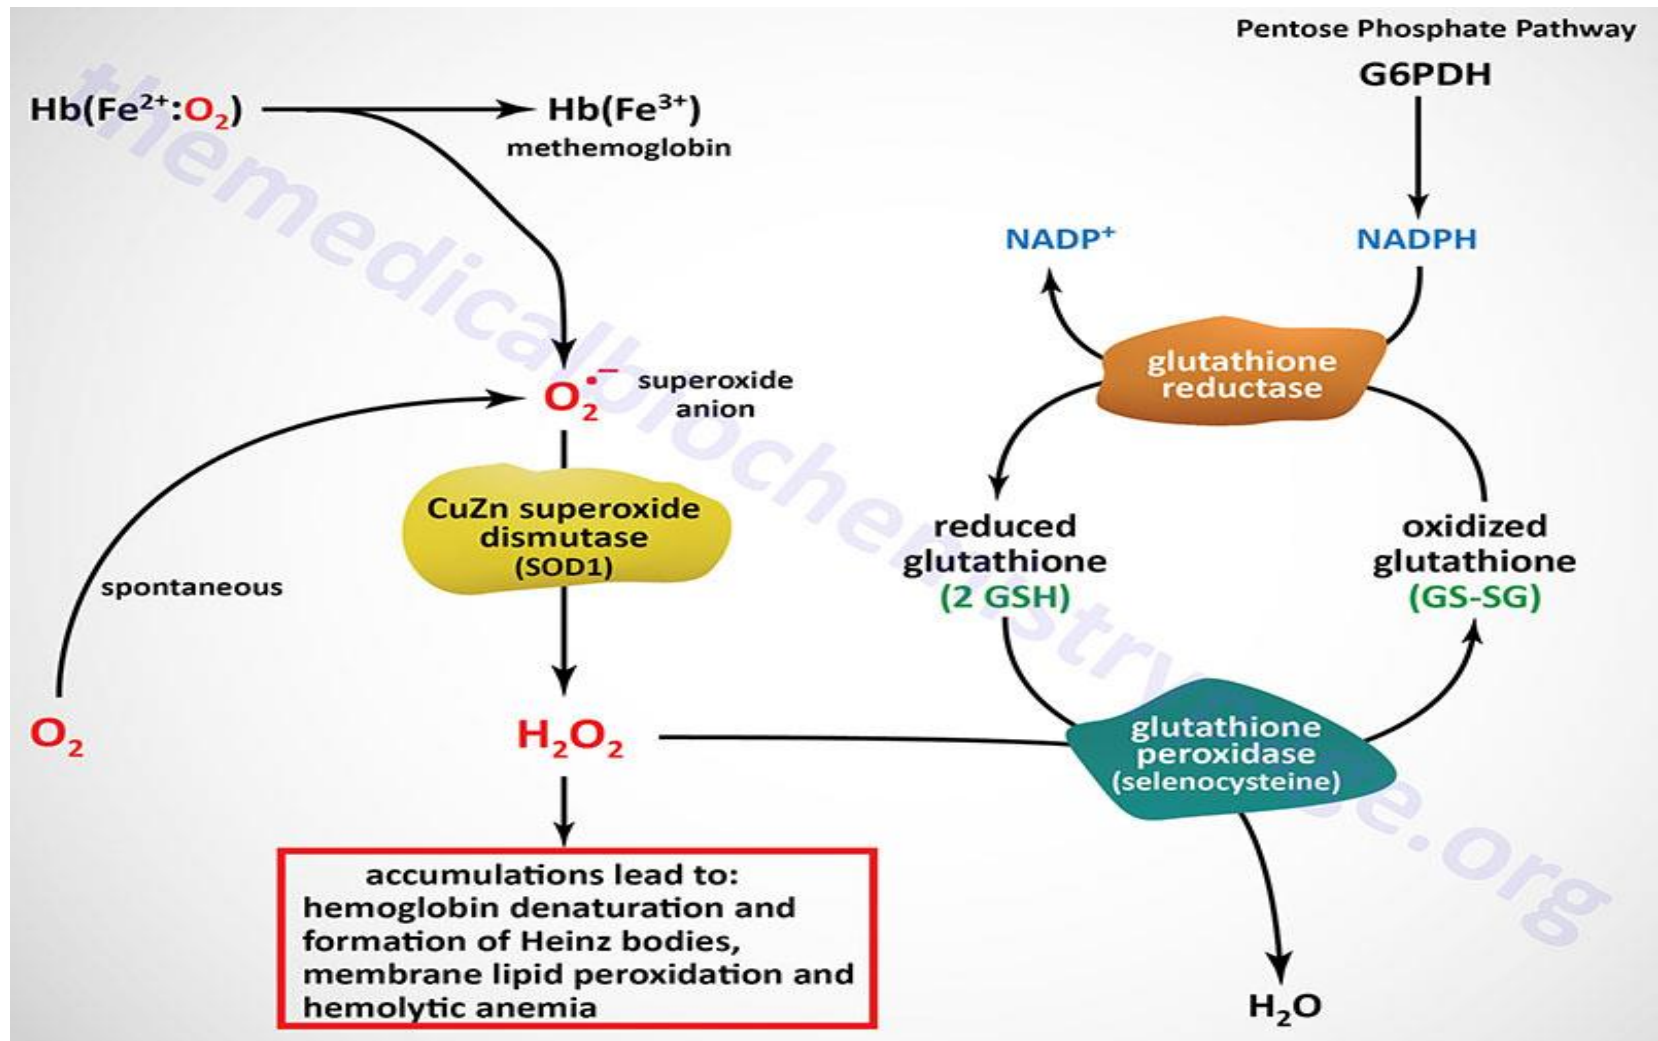 Pentose Phosphate Pathway
G6PDH
Hb(Fe²⁺:O₂)
Hb(Fe³⁺)
methemoglobin
NADP⁺
NADPH
glutathione
reductase
O₂•⁻
superoxide
anion
CuZn superoxide
dismutase
(SOD1)
reduced
glutathione
(2 GSH)
oxidized
glutathione
(GS-SG)
spontaneous
O₂
H₂O₂
glutathione
peroxidase
(selenocysteine)
accumulations lead to:
hemoglobin denaturation and
formation of Heinz bodies,
membrane lipid peroxidation and
hemolytic anemia
H₂O